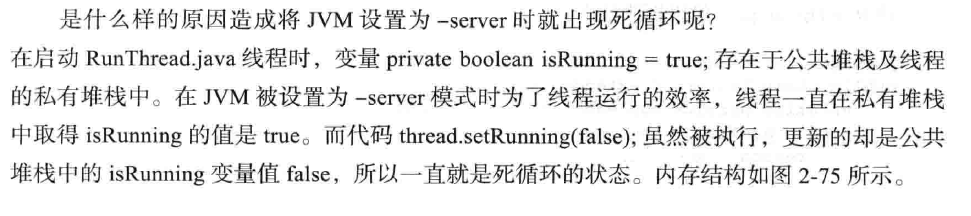 是什么样的原因造成将 JVM 设置为 –server 时就出现死循环呢?
在启动 RunThread.java 线程时，变量 private boolean isRunning = true; 存在于公共堆栈及线程
的私有堆栈中。在 JVM 被设置为 –server 模式时为了线程运行的效率，线程一直在私有堆栈
中取得 isRunning 的值是 true。而代码 thread.setRunning(false); 虽然被执行，更新的却是公共
堆栈中的 isRunning 变量值 false，所以一直就是死循环的状态。内存结构如图 2-75 所示。